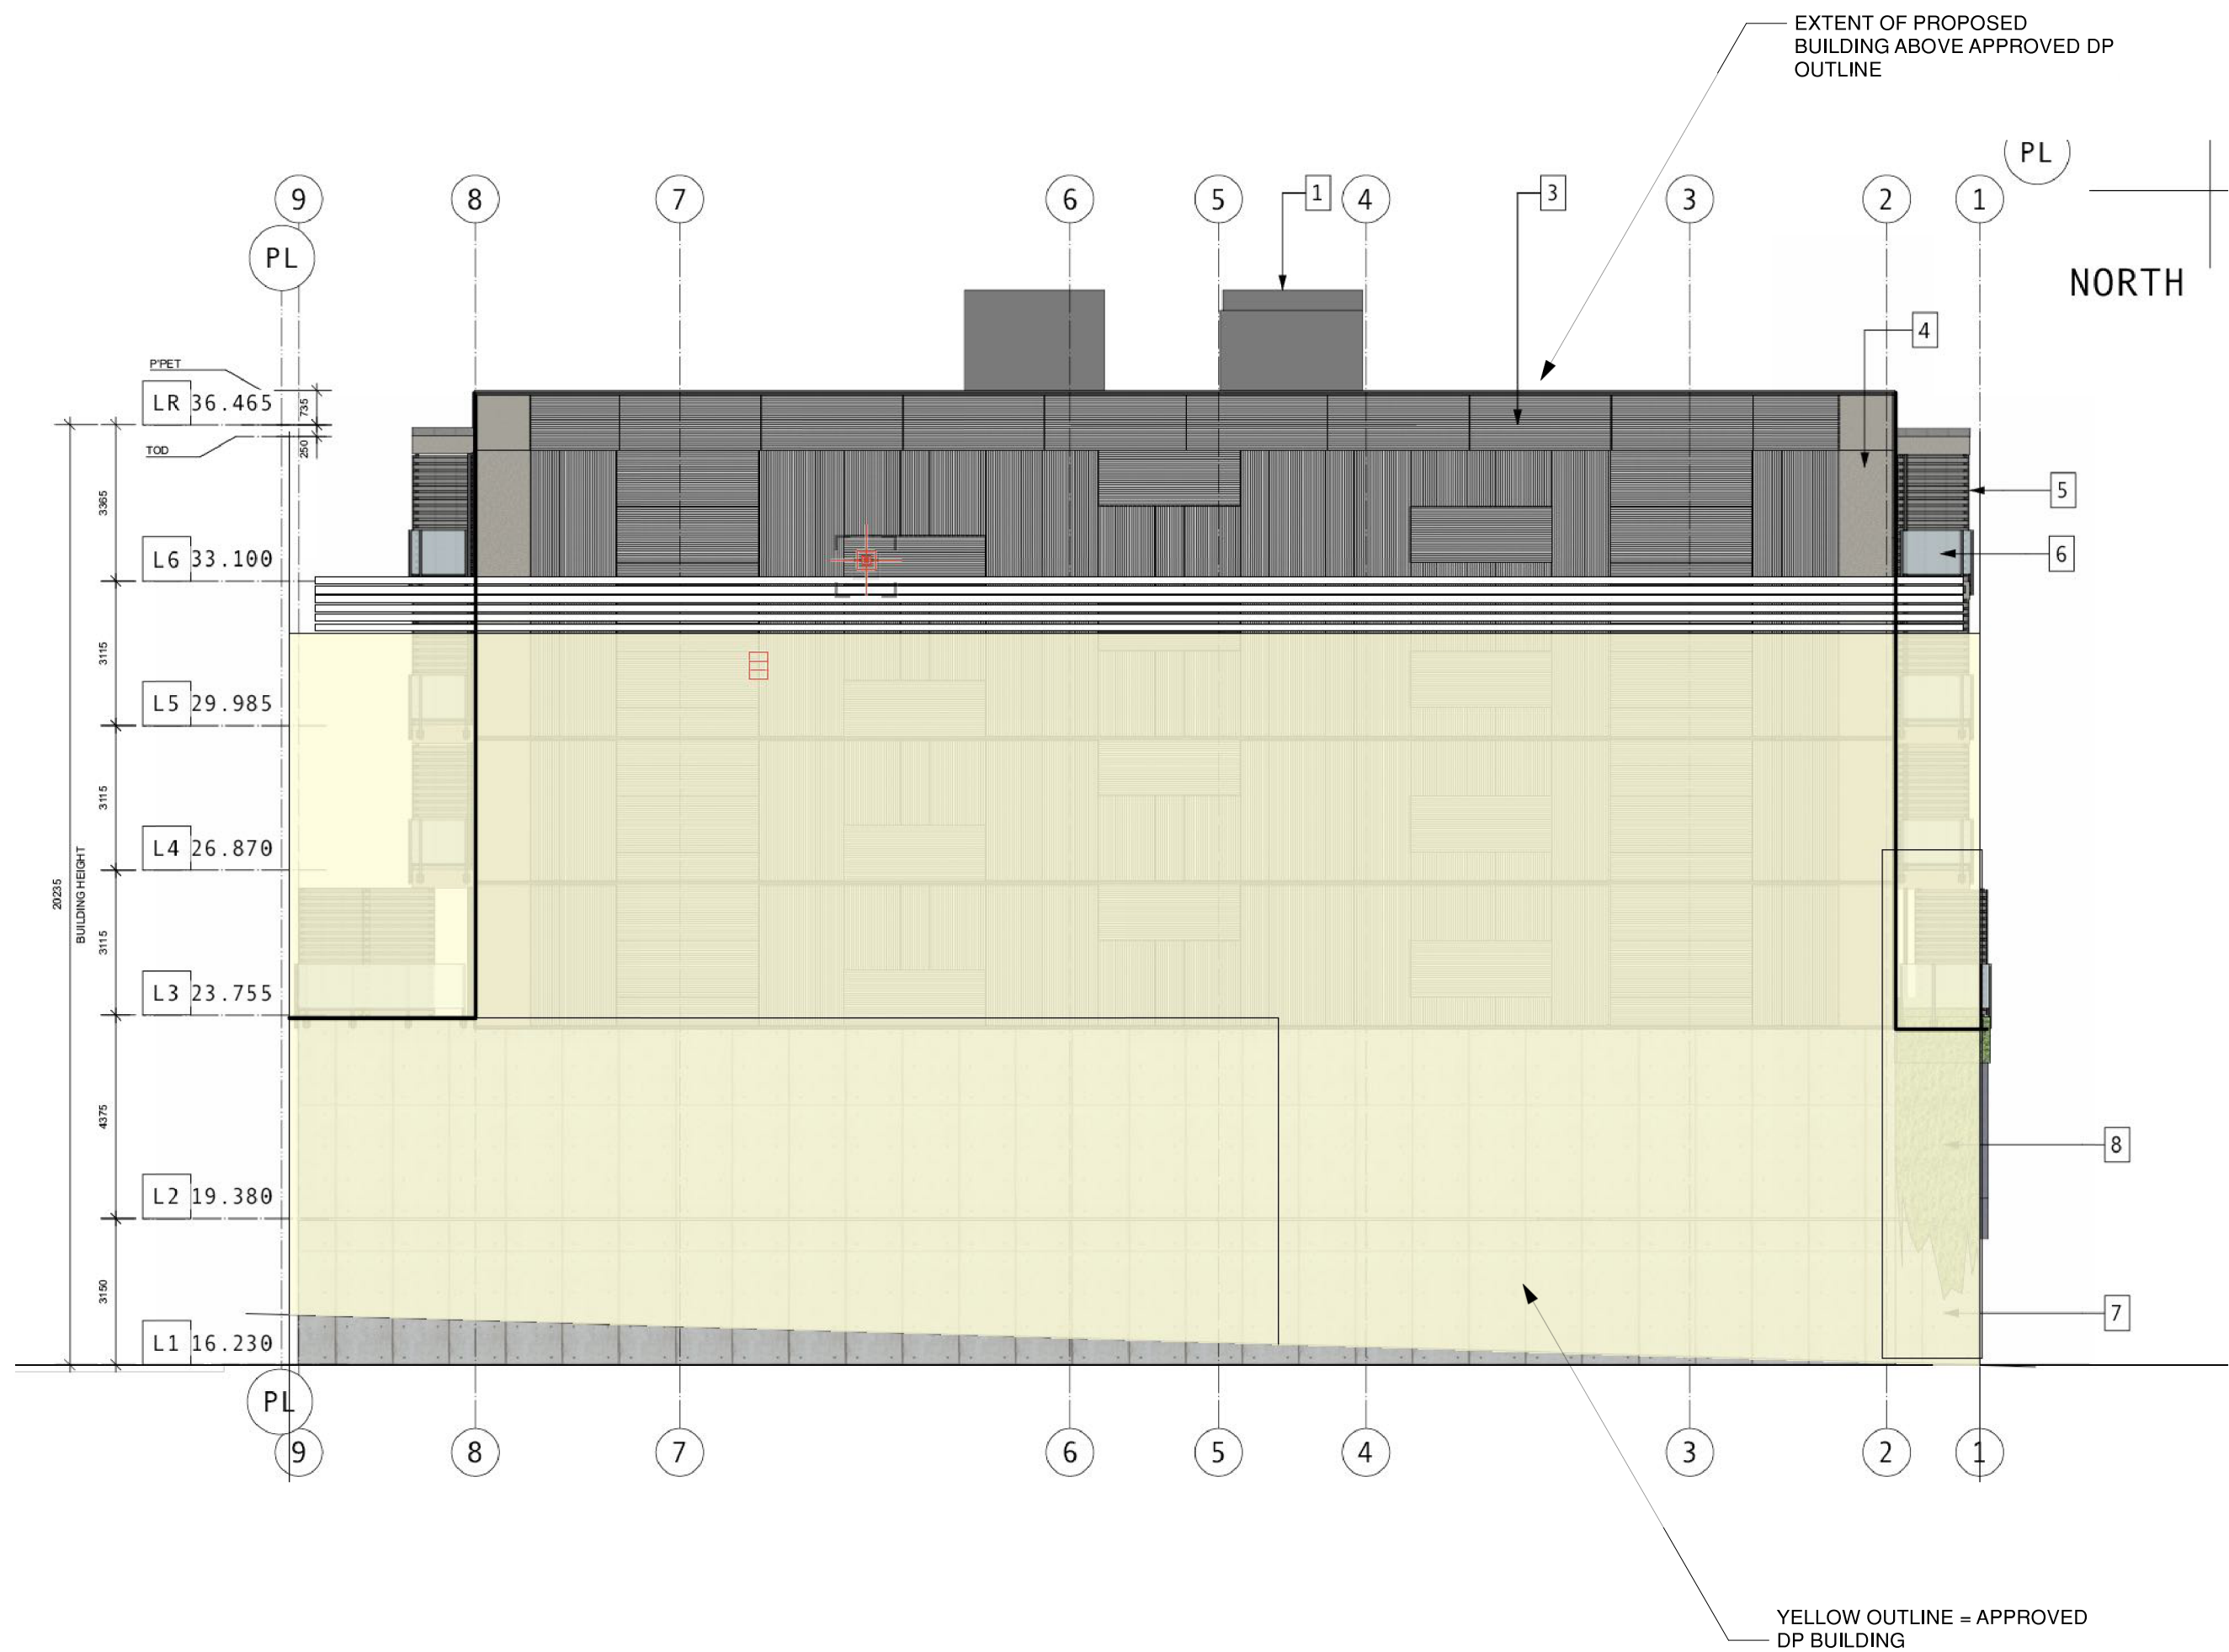 EXTENT OF PROPOSED
BUILDING ABOVE APPROVED DP
OUTLINE
PL
9
8
7
6
5
1
4
3
3
2
1
PL
NORTH
4
P'PET
LR 36.465
735
TOD
250
5
3365
L6 33.100
6
3115
L5 29.985
3115
L4 26.870
20235
BUILDING HEIGHT
3115
L3 23.755
4375
8
L2 19.380
3150
7
L1 16.230
PL
9
8
7
6
5
4
3
2
1
YELLOW OUTLINE = APPROVED
DP BUILDING